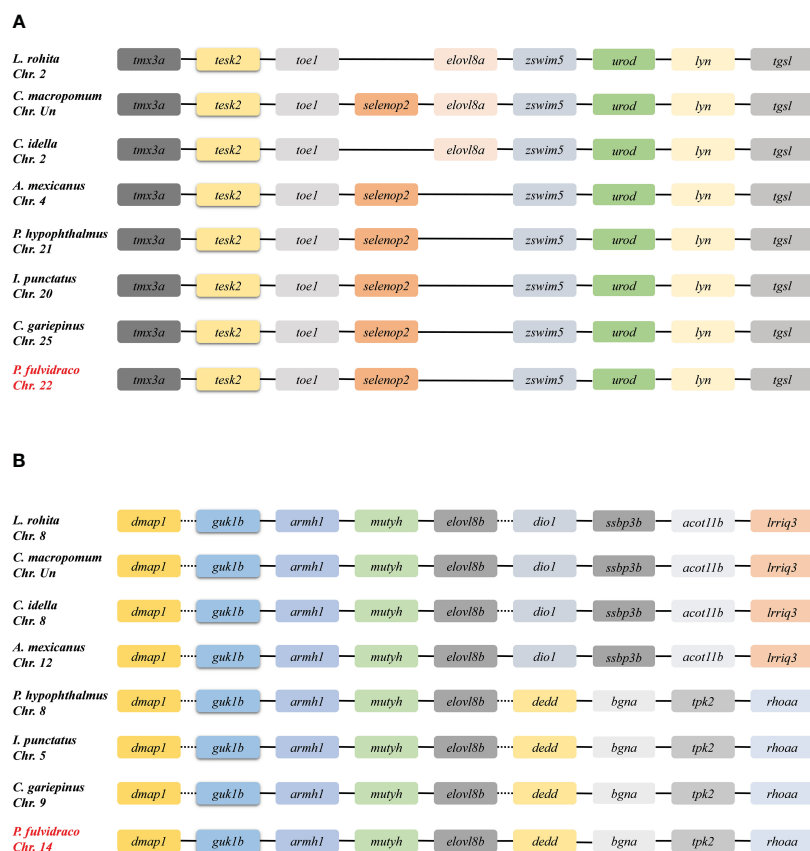 A
L. rohita
Chr. 2
tmx3a tesk2 toe1 elovl8a zswim5 urod lyn tgsl
C. macropomum
Chr. Un
tmx3a tesk2 toe1 selenop2 elovl8a zswim5 urod lyn tgsl
C. idella
Chr. 2
tmx3a tesk2 toe1 elovl8a zswim5 urod lyn tgsl
A. mexicanus
Chr. 4
tmx3a tesk2 toe1 selenop2 zswim5 urod lyn tgsl
P. hypophthalmus
Chr. 21
tmx3a tesk2 toe1 selenop2 zswim5 urod lyn tgsl
I. punctatus
Chr. 20
tmx3a tesk2 toe1 selenop2 zswim5 urod lyn tgsl
C. gariepinus
Chr. 25
tmx3a tesk2 toe1 selenop2 zswim5 urod lyn tgsl
P. fulvidraco
Chr. 22
tmx3a tesk2 toe1 selenop2 zswim5 urod lyn tgsl
B
L. rohita
Chr. 8
dmap1 guk1b armh1 mutyh elovl8b dio1 ssbp3b acot11b lrriq3
C. macropomum
Chr. Un
dmap1 guk1b armh1 mutyh elovl8b dio1 ssbp3b acot11b lrriq3
C. idella
Chr. 8
dmap1 guk1b armh1 mutyh elovl8b dio1 ssbp3b acot11b lrriq3
A. mexicanus
Chr. 12
dmap1 guk1b armh1 mutyh elovl8b dio1 ssbp3b acot11b lrriq3
P. hypophthalmus
Chr. 8
dmap1 guk1b armh1 mutyh elovl8b dedd bgna tpk2 rhoaa
I. punctatus
Chr. 5
dmap1 guk1b armh1 mutyh elovl8b dedd bgna tpk2 rhoaa
C. gariepinus
Chr. 9
dmap1 guk1b armh1 mutyh elovl8b dedd bgna tpk2 rhoaa
P. fulvidraco
Chr. 14
dmap1 guk1b armh1 mutyh elovl8b dedd bgna tpk2 rhoaa